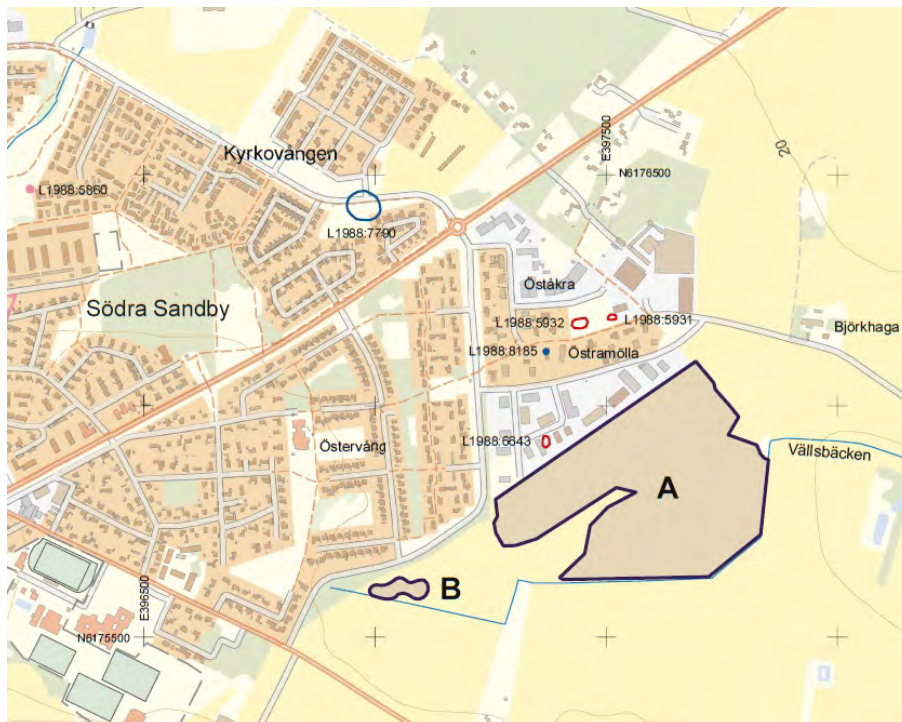 Kyrkovången
E397500
N6176500
20
L1988:5860
L1988:7790
Södra Sandby
Öståkra
L1988:5932
L1988:5931
Björkhaga
L1988:8185
Östramölla
Östervång
L1988:6643
Vällsbäcken
A
B
E396500
N6175500